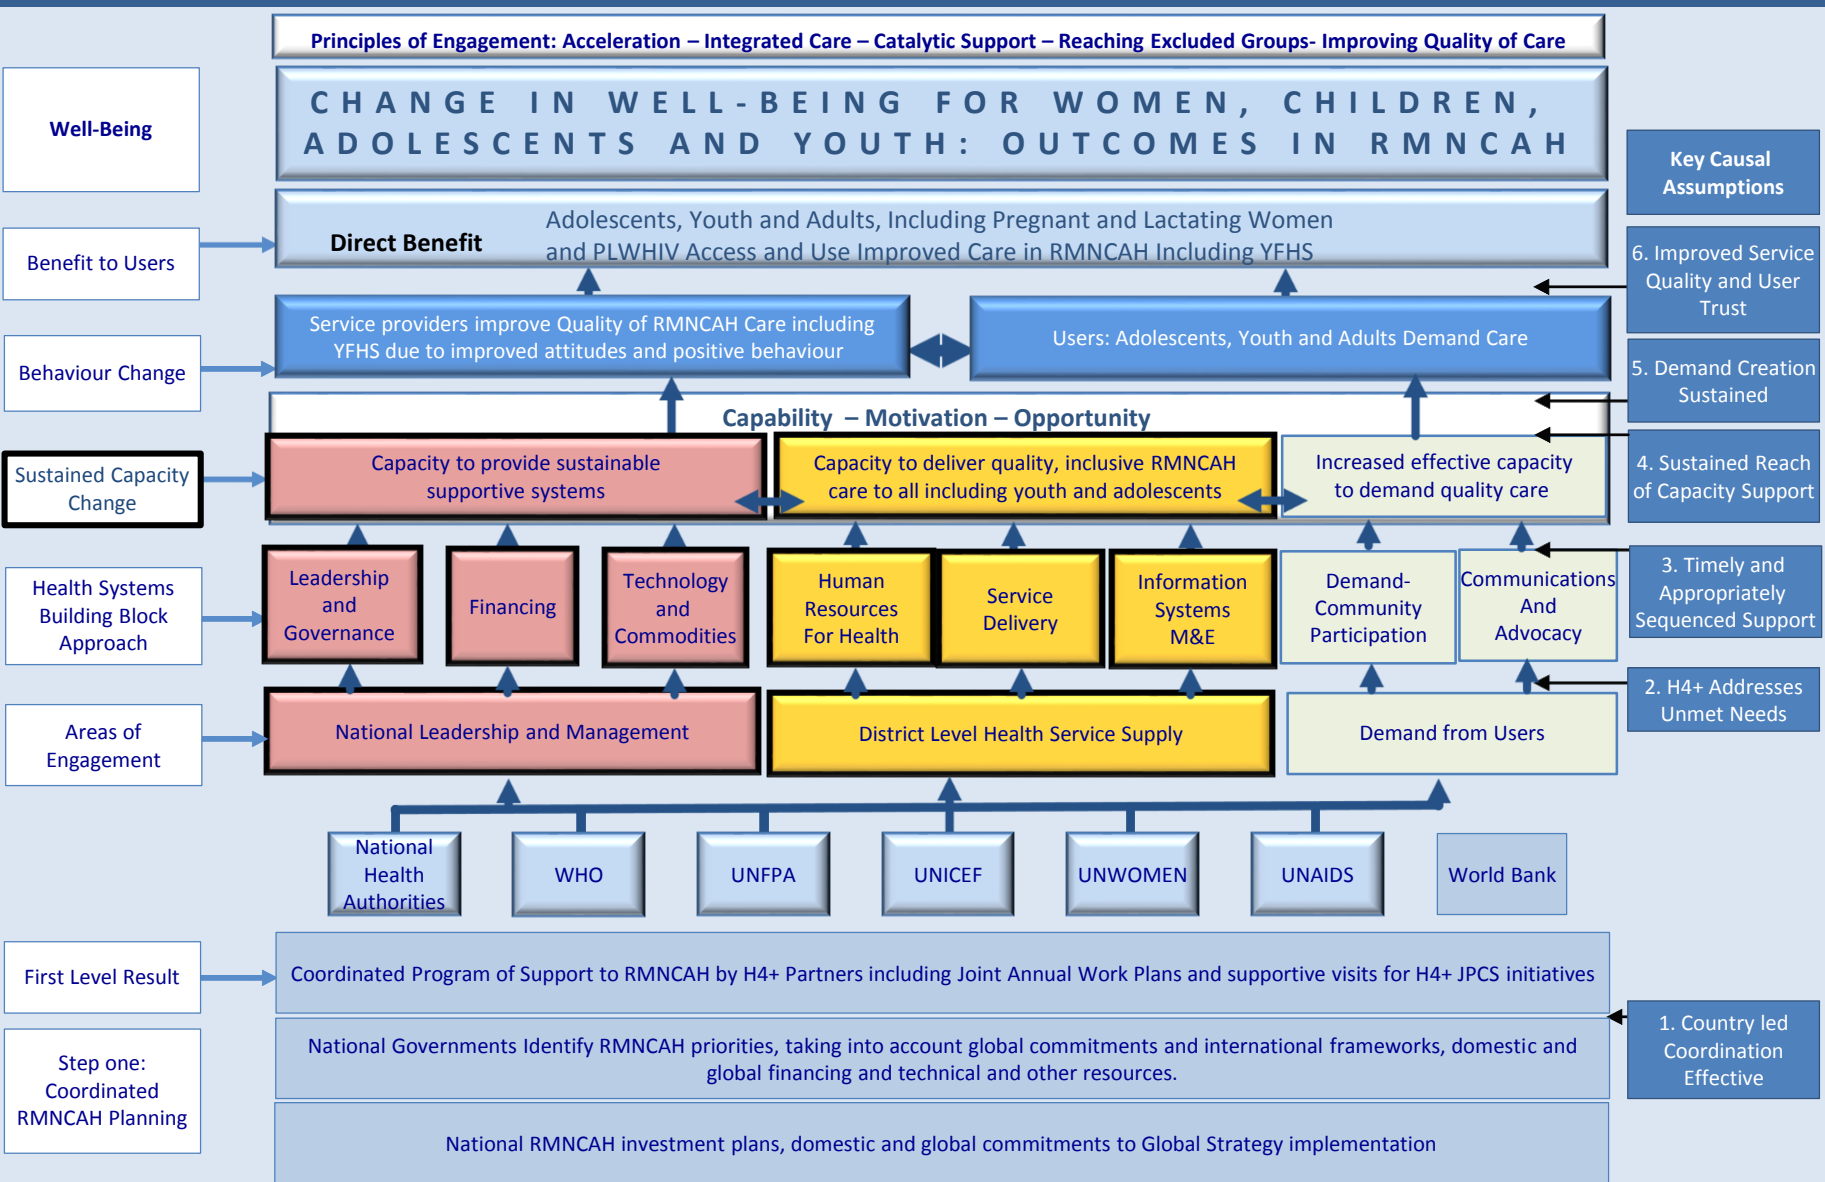 Principles of Engagement: Acceleration – Integrated Care – Catalytic Support – Reaching Excluded Groups- Improving Quality of Care
Well-Being
CHANGE IN WELL-BEING FOR WOMEN, CHILDREN,
ADOLESCENTS AND YOUTH: OUTCOMES IN RMNCAH
Key Causal
Assumptions
Benefit to Users
Direct Benefit
Adolescents, Youth and Adults, Including Pregnant and Lactating Women
and PLWHIV Access and Use Improved Care in RMNCAH Including YFHS
6. Improved Service
Quality and User
Trust
Behaviour Change
Service providers improve Quality of RMNCAH Care including
YFHS due to improved attitudes and positive behaviour
Users: Adolescents, Youth and Adults Demand Care
5. Demand Creation
Sustained
Capability – Motivation – Opportunity
Sustained Capacity
Change
Capacity to provide sustainable
supportive systems
Capacity to deliver quality, inclusive RMNCAH
care to all including youth and adolescents
Increased effective capacity
to demand quality care
4. Sustained Reach
of Capacity Support
Health Systems
Building Block
Approach
Leadership
and
Governance
Financing
Technology
and
Commodities
Human
Resources
For Health
Service
Delivery
Information
Systems
M&E
Demand-
Community
Participation
Communications
And
Advocacy
3. Timely and
Appropriately
Sequenced Support
Areas of
Engagement
National Leadership and Management
District Level Health Service Supply
Demand from Users
2. H4+ Addresses
Unmet Needs
National
Health
Authorities
WHO
UNFPA
UNICEF
UNWOMEN
UNAIDS
World Bank
First Level Result
Coordinated Program of Support to RMNCAH by H4+ Partners including Joint Annual Work Plans and supportive visits for H4+ JPCS initiatives
Step one:
Coordinated
RMNCAH Planning
National Governments Identify RMNCAH priorities, taking into account global commitments and international frameworks, domestic and
global financing and technical and other resources.
1. Country led
Coordination
Effective
National RMNCAH investment plans, domestic and global commitments to Global Strategy implementation